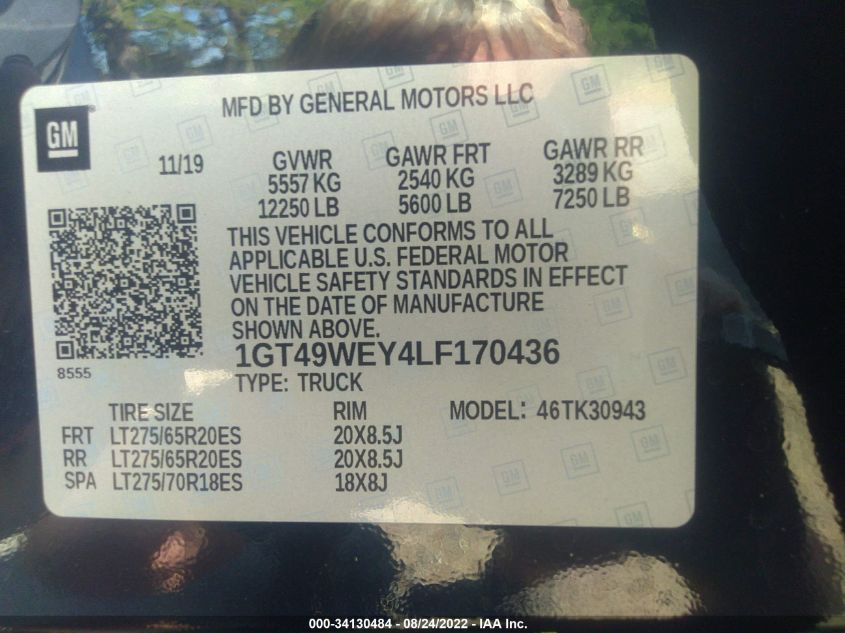 MFD BY GENERAL MOTORS LLC
GM
11/19 GVWR GAWR FRT GAWR RR
5557 KG 2540 KG 3289 KG
12250 LB 5600 LB 7250 LB
THIS VEHICLE CONFORMS TO ALL
APPLICABLE U.S. FEDERAL MOTOR
VEHICLE SAFETY STANDARDS IN EFFECT
ON THE DATE OF MANUFACTURE
SHOWN ABOVE.
1GT49WEY4LF170436
8555
TYPE: TRUCK
TIRE SIZE RIM MODEL: 46TK30943
FRT LT275/65R20ES 20X8.5J
RR LT275/65R20ES 20X8.5J
SPA LT275/70R18ES 18X8J
000-34130484 - 08/24/2022 - IAA Inc.